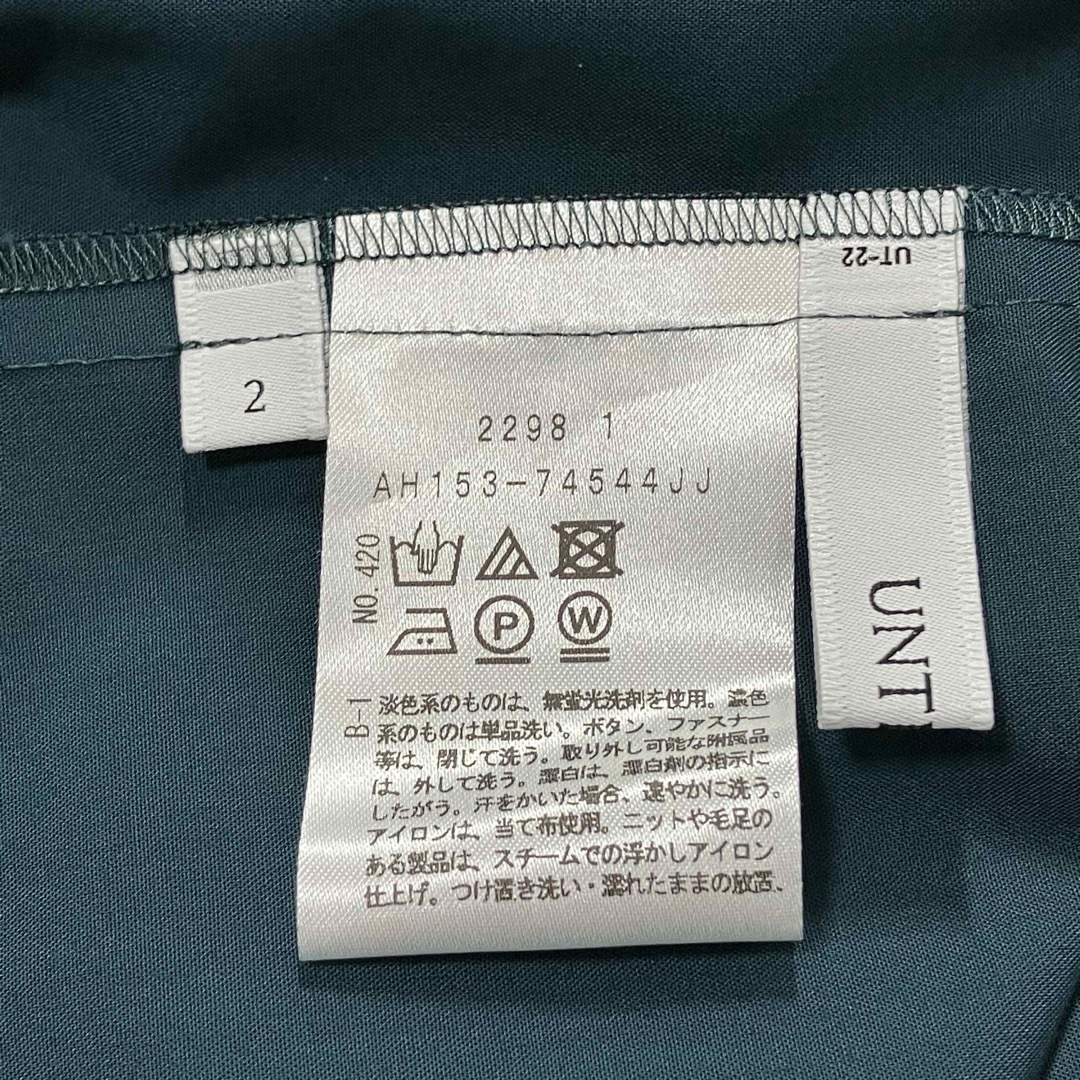 2
2298 1
AH153-74544JJ
NO.420
P
W
B-1
淡色系のものは、無蛍光洗剤を使用。濃色
系のものは単品洗い。ボタン、ファスナー
等は、閉じて洗う。取り外し可能な附属品
は、外して洗う。漂白は、漂白剤の指示に
したがう。汗をかいた場合、速やかに洗う。
アイロンは、当て布使用。ニットや毛足の
ある製品は、スチームでの浮かしアイロン
仕上げ。つけ置き洗い・濡れたままの放置、
UT-22
UNT